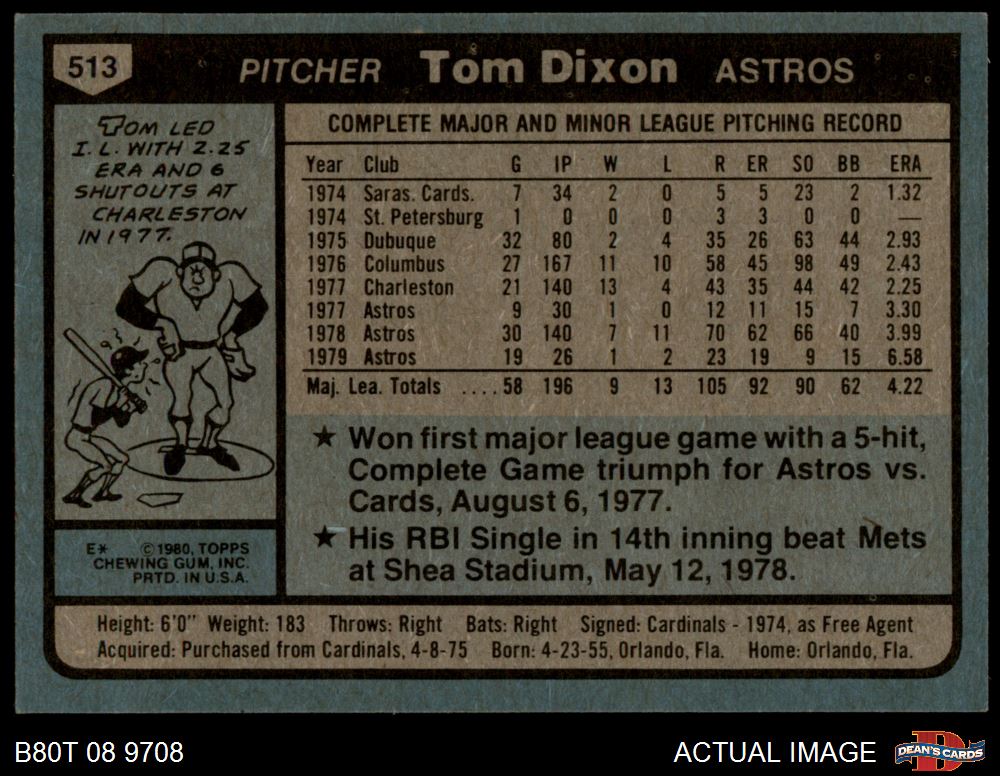 513 PITCHER Tom Dixon ASTROS
TOM LED
I. L. WITH 2.25
ERA AND 6
SHUTOUTS AT
CHARLESTON
IN 1977.
E* ©1980, TOPPS
CHEWING GUM, INC.
PRTD. IN U.S.A.
COMPLETE MAJOR AND MINOR LEAGUE PITCHING RECORD
Year Club G IP W L R ER SO BB ERA
1974 Saras. Cards. 7 34 2 0 5 5 23 2 1.32
1974 St. Petersburg 1 0 0 0 3 3 0 0 —
1975 Dubuque 32 80 2 4 35 26 63 44 2.93
1976 Columbus 27 167 11 10 58 45 98 49 2.43
1977 Charleston 21 140 13 4 43 35 44 42 2.25
1977 Astros 9 30 1 0 12 11 15 7 3.30
1978 Astros 30 140 7 11 70 62 66 40 3.99
1979 Astros 19 26 1 2 23 19 9 15 6.58
Maj. Lea. Totals ....58 196 9 13 105 92 90 62 4.22
★ Won first major league game with a 5-hit,
Complete Game triumph for Astros vs.
Cards, August 6, 1977.
★ His RBI Single in 14th inning beat Mets
at Shea Stadium, May 12, 1978.
Height: 6'0" Weight: 183 Throws: Right Bats: Right Signed: Cardinals - 1974, as Free Agent
Acquired: Purchased from Cardinals, 4-8-75 Born: 4-23-55, Orlando, Fla. Home: Orlando, Fla.
B80T 08 9708 ACTUAL IMAGE D DEAN'S CARDS